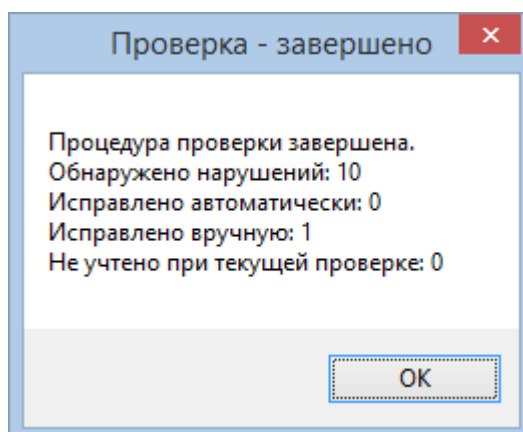 Проверка - завершено
Процедура проверки завершена.
Обнаружено нарушений: 10
Исправлено автоматически: 0
Исправлено вручную: 1
Не учтено при текущей проверке: 0
OK